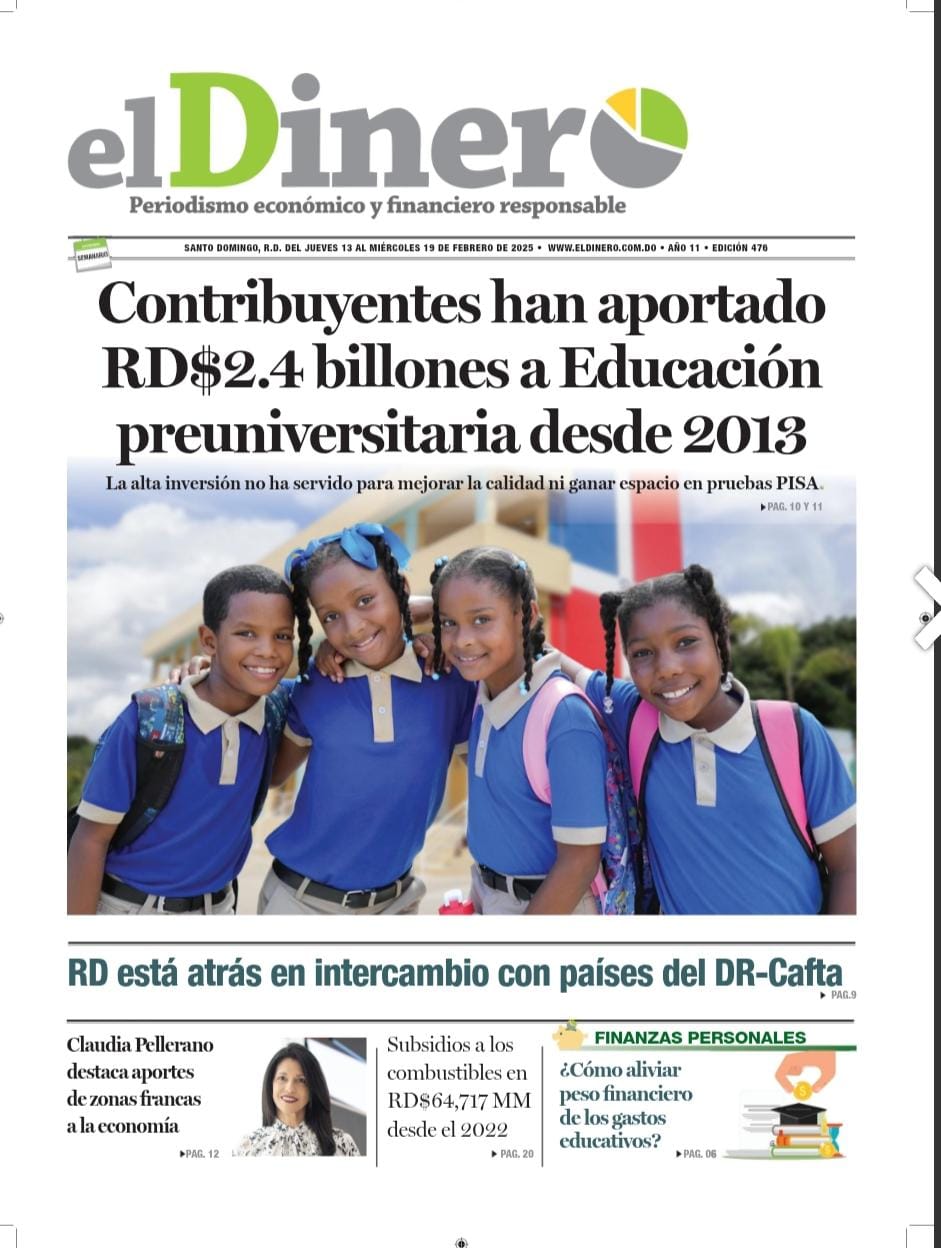 elDinero
Periodismo económico y financiero responsable
SEMANARIO
SANTO DOMINGO, R.D. DEL JUEVES 13 AL MIÉRCOLES 19 DE FEBRERO DE 2025 • WWW.ELDINERO.COM.DO • AÑO 11 • EDICIÓN 476
Contribuyentes han aportado
RD$2.4 billones a Educación
preuniversitaria desde 2013
La alta inversión no ha servido para mejorar la calidad ni ganar espacio en pruebas PISA.
PAG. 10 Y 11
RD está atrás en intercambio con países del DR-Cafta
PAG.9
Claudia Pellerano
destaca aportes
de zonas francas
a la economía
PAG. 12
Subsidios a los
combustibles en
RD$64,717 MM
desde el 2022
PAG. 20
FINANZAS PERSONALES
¿Cómo aliviar
peso financiero
de los gastos
educativos?
PAG. 06